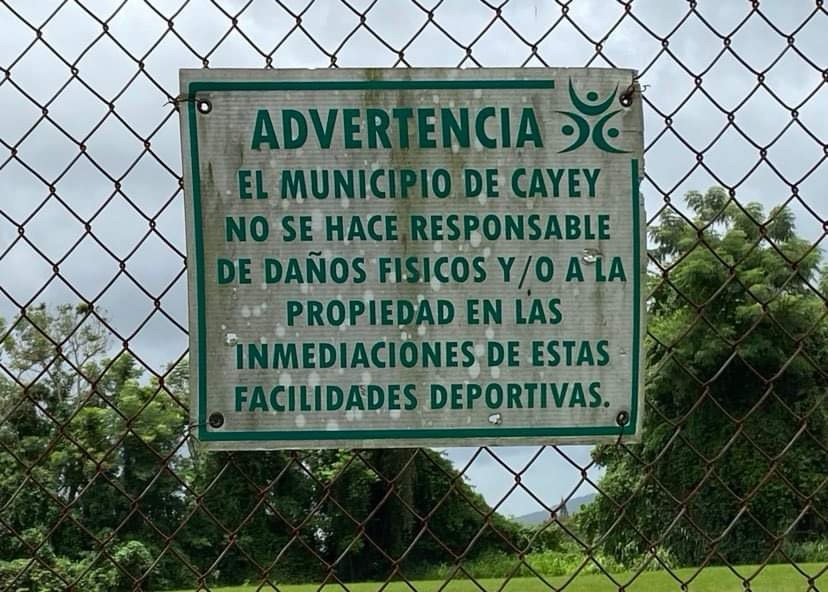 ADVERTENCIA
EL MUNICIPIO DE CAYEY
NO SE HACE RESPONSABLE
DE DAÑOS FISICOS Y/O A LA
PROPIEDAD EN LAS
INMEDIACIONES DE ESTAS
FACILIDADES DEPORTIVAS.